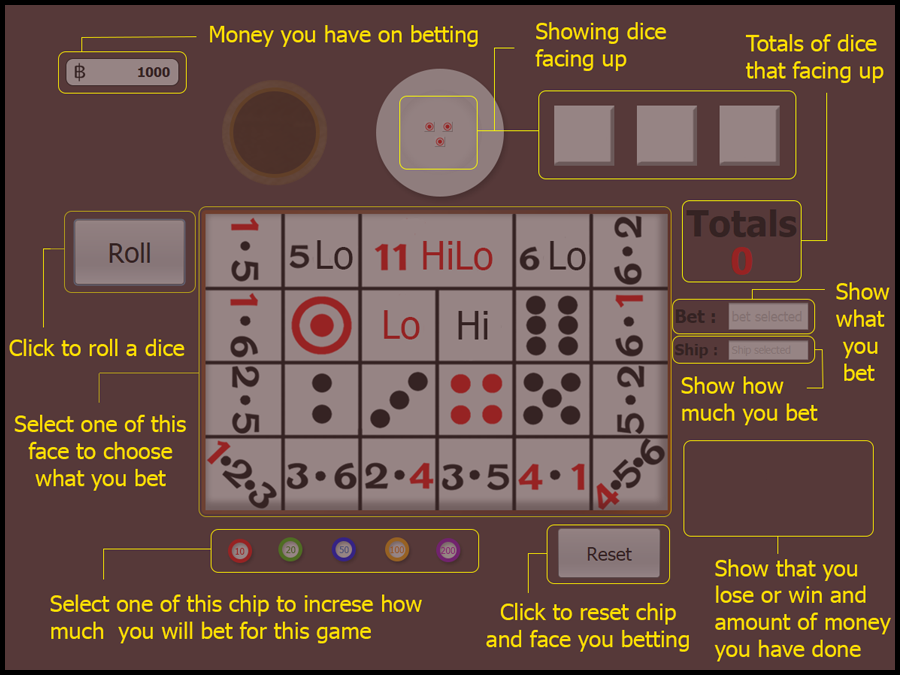 Money you have on betting
Showing dice
facing up
Totals of dice
that facing up
฿ 1000
Roll
Click to roll a dice
Select one of this
face to choose
what you bet
1•5
5 Lo
11 HiLo
6 Lo
6•2
1•6
Lo
Hi
6•1
2•5
5•2
1•2•3
3•6
2•4
3•5
4•1
4•5•6
Totals
0
Bet : bet selected
Ship : Ship selected
Show
what
you
bet
Show how
much you bet
10
20
50
100
200
Reset
Select one of this chip to increse how
much you will bet for this game
Click to reset chip
and face you betting
Show that you
lose or win and
amount of money
you have done